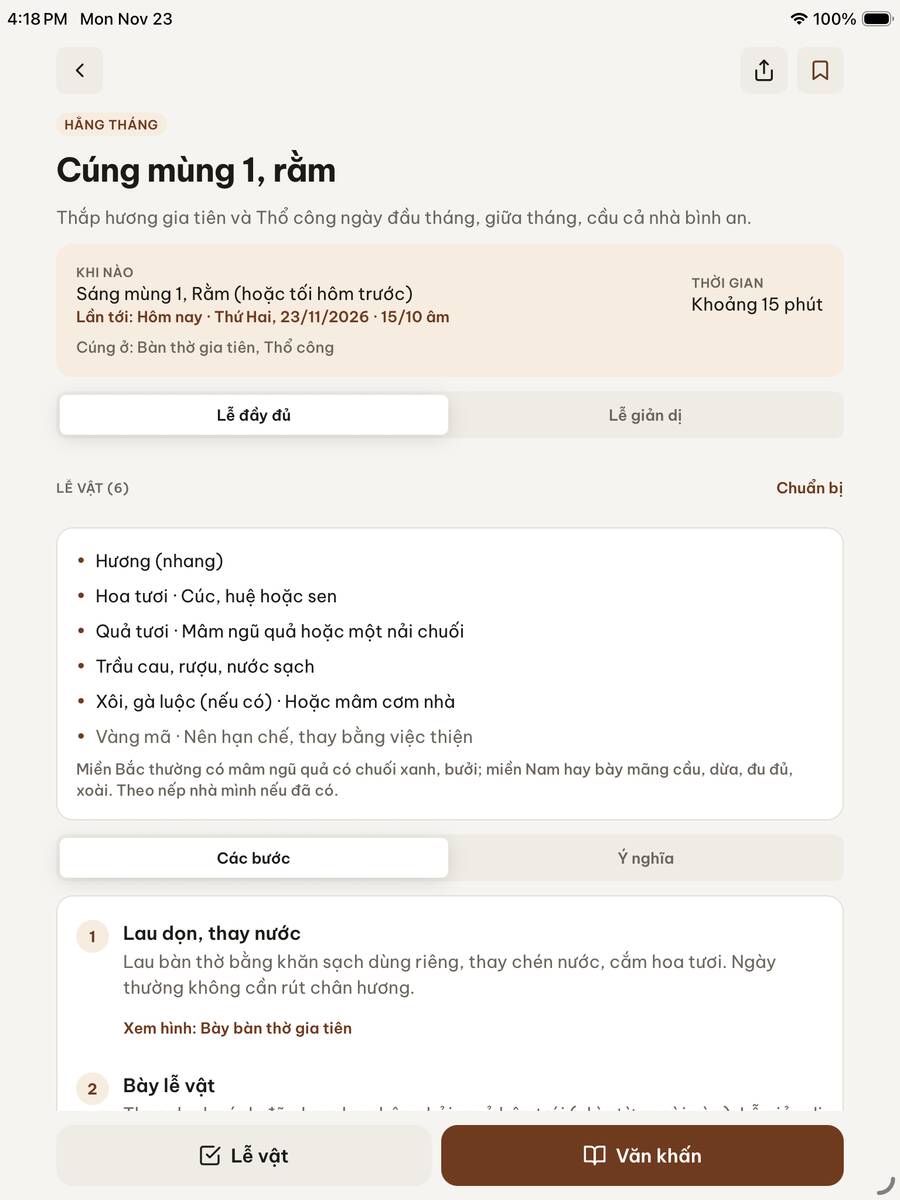 4:18 PM Mon Nov 23
100%
HẰNG THÁNG
Cúng mùng 1, rằm
Thắp hương gia tiên và Thổ công ngày đầu tháng, giữa tháng, cầu cả nhà bình an.
KHI NÀO
Sáng mùng 1, Rằm (hoặc tối hôm trước)
Lần tới: Hôm nay · Thứ Hai, 23/11/2026 · 15/10 âm
Cúng ở: Bàn thờ gia tiên, Thổ công
THỜI GIAN
Khoảng 15 phút
Lễ đầy đủ
Lễ giản dị
LỄ VẬT (6)
Chuẩn bị
• Hương (nhang)
• Hoa tươi · Cúc, huệ hoặc sen
• Quả tươi · Mâm ngũ quả hoặc một nải chuối
• Trầu cau, rượu, nước sạch
• Xôi, gà luộc (nếu có) · Hoặc mâm cơm nhà
• Vàng mã · Nên hạn chế, thay bằng việc thiện
Miền Bắc thường có mâm ngũ quả có chuối xanh, bưởi; miền Nam hay bày mãng cầu, dừa, đu đủ,
xoài. Theo nếp nhà mình nếu đã có.
Các bước
Ý nghĩa
1
Lau dọn, thay nước
Lau bàn thờ bằng khăn sạch dùng riêng, thay chén nước, cắm hoa tươi. Ngày
thường không cần rút chân hương.
Xem hình: Bày bàn thờ gia tiên
2
Bày lễ vật
Lễ vật
Văn khấn